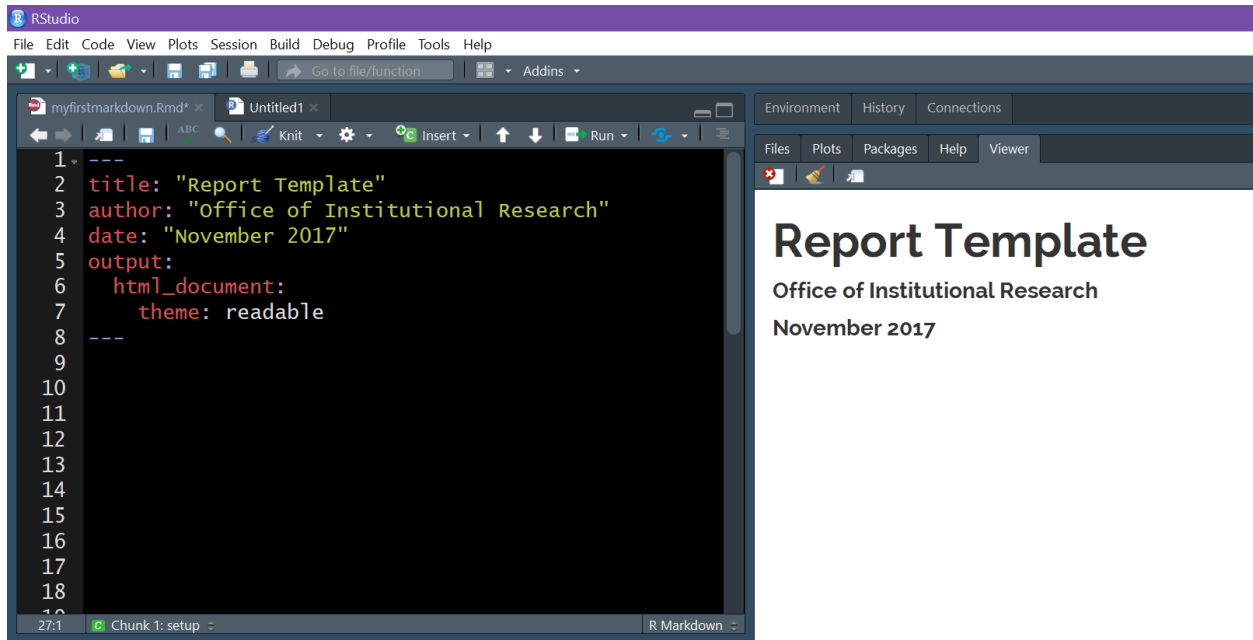 RStudio
File Edit Code View Plots Session Build Debug Profile Tools Help
Go to file/function Addins
myfirstmarkdown.Rmd* Untitled1
ABC Knit Insert Run
1 ---
2 title: "Report Template"
3 author: "Office of Institutional Research"
4 date: "November 2017"
5 output:
6 html_document:
7 theme: readable
8 ---
9
10
11
12
13
14
15
16
17
18
27:1 C Chunk 1: setup R Markdown
Environment History Connections
Files Plots Packages Help Viewer
Report Template
Office of Institutional Research
November 2017